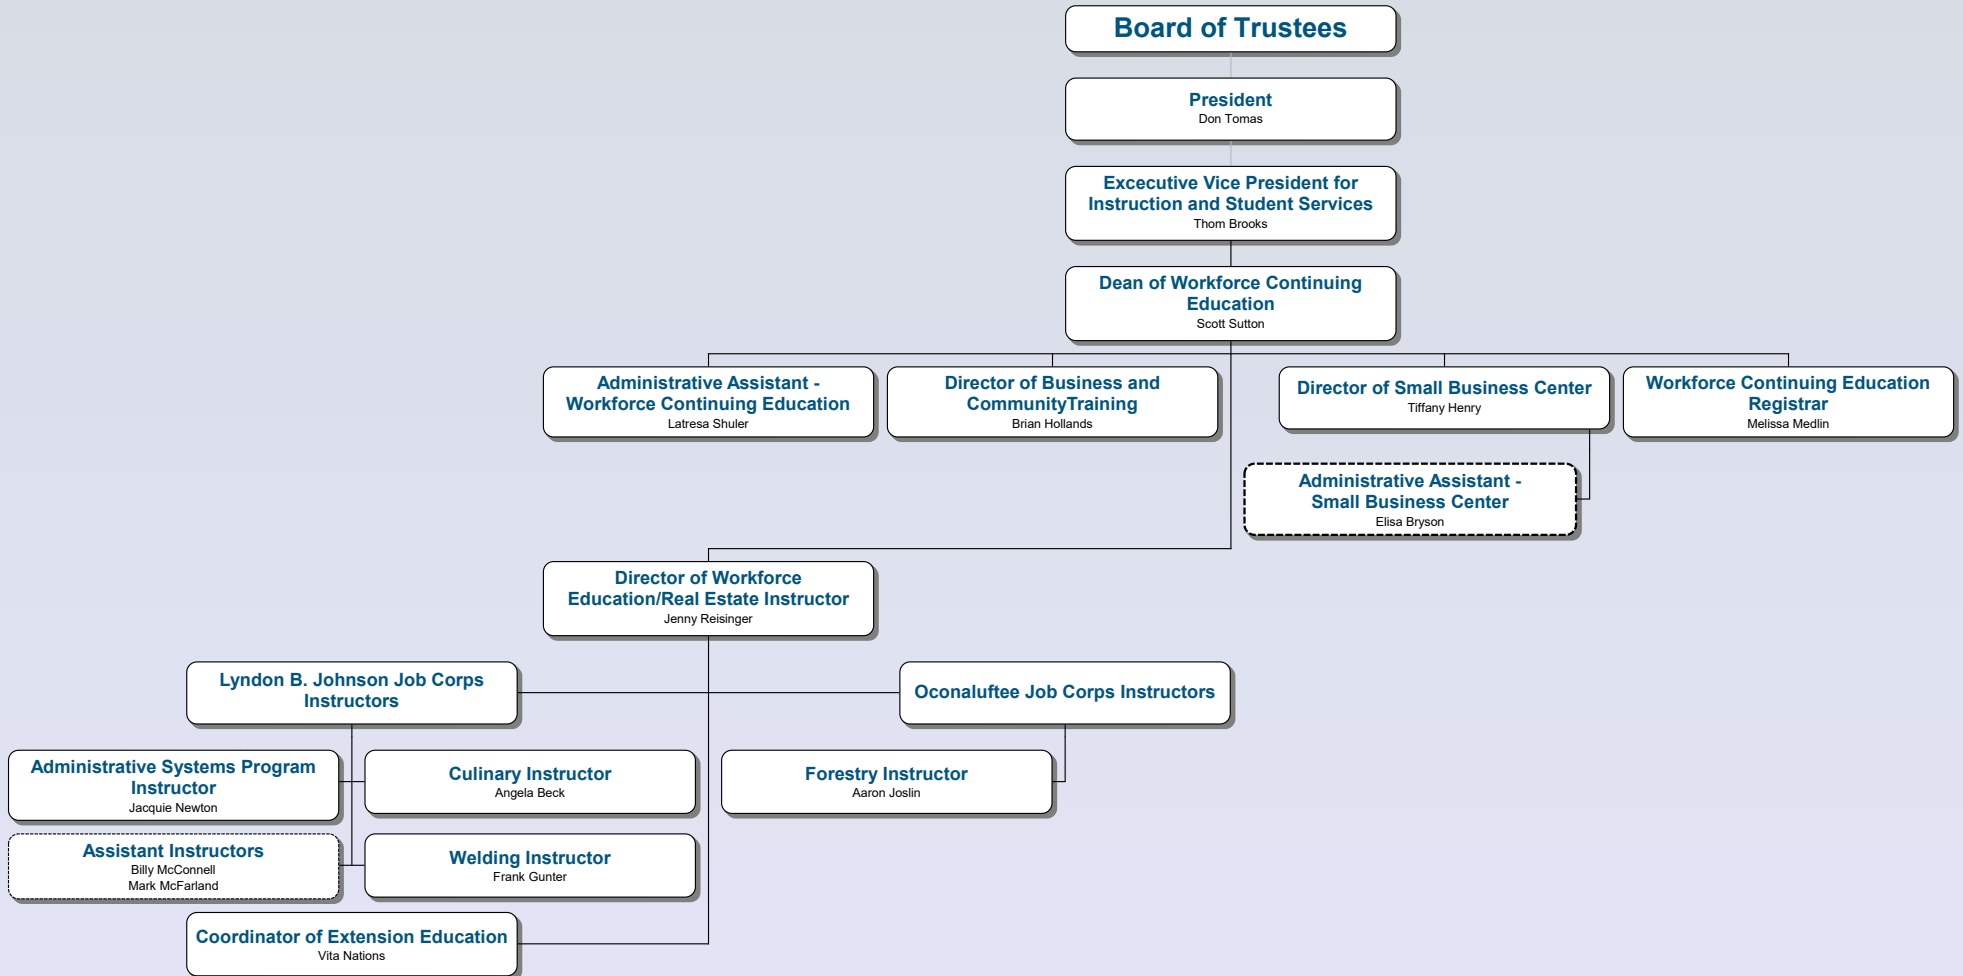 Board of Trustees
President
Don Tomas
Excecutive Vice President for
Instruction and Student Services
Thom Brooks
Dean of Workforce Continuing
Education
Scott Sutton
Administrative Assistant -
Workforce Continuing Education
Latresa Shuler
Director of Business and
CommunityTraining
Brian Hollands
Director of Small Business Center
Tiffany Henry
Workforce Continuing Education
Registrar
Melissa Medlin
Administrative Assistant -
Small Business Center
Elisa Bryson
Director of Workforce
Education/Real Estate Instructor
Jenny Reisinger
Lyndon B. Johnson Job Corps
Instructors
Oconaluftee Job Corps Instructors
Administrative Systems Program
Instructor
Jacquie Newton
Culinary Instructor
Angela Beck
Forestry Instructor
Aaron Joslin
Assistant Instructors
Billy McConnell
Mark McFarland
Welding Instructor
Frank Gunter
Coordinator of Extension Education
Vita Nations